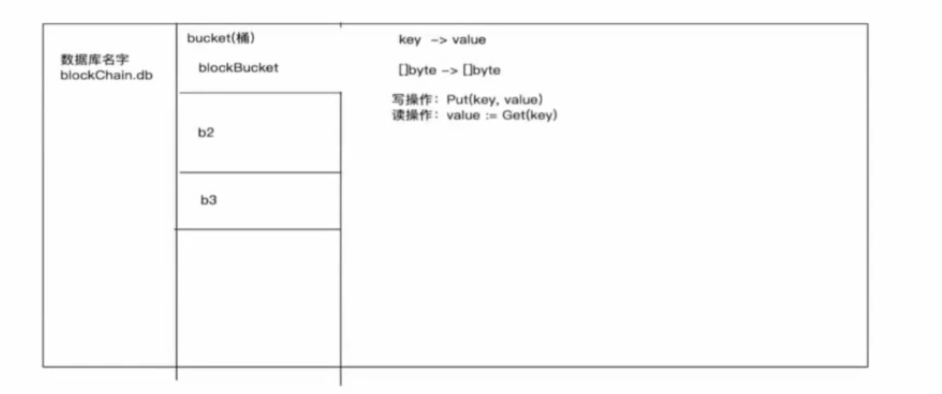 数据库名字
blockChain.db
bucket(桶)
blockBucket
b2
b3
key -> value
[]byte -> []byte
写操作：Put(key, value)
读操作：value := Get(key)